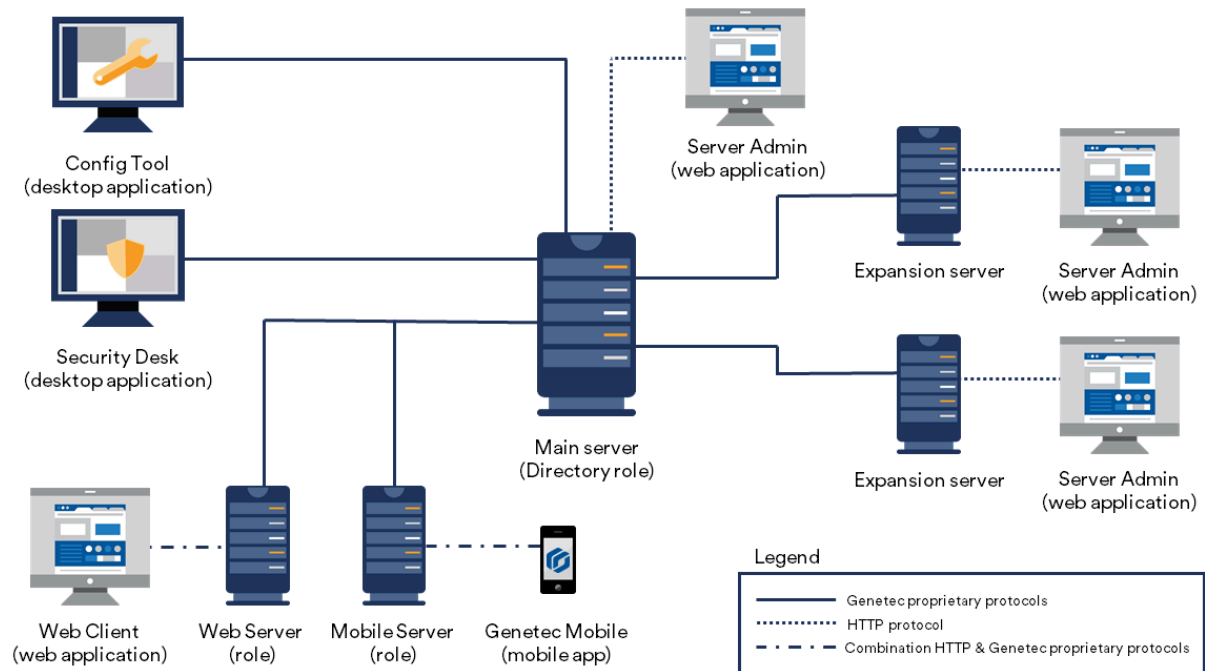 Config Tool
(desktop application)
Server Admin
(web application)
Expansion server
Server Admin
(web application)
Security Desk
(desktop application)
Main server
(Directory role)
Expansion server
Server Admin
(web application)
Web Client
(web application)
Web Server
(role)
Mobile Server
(role)
Genetec Mobile
(mobile app)
Legend
Genetec proprietary protocols
HTTP protocol
Combination HTTP & Genetec proprietary protocols